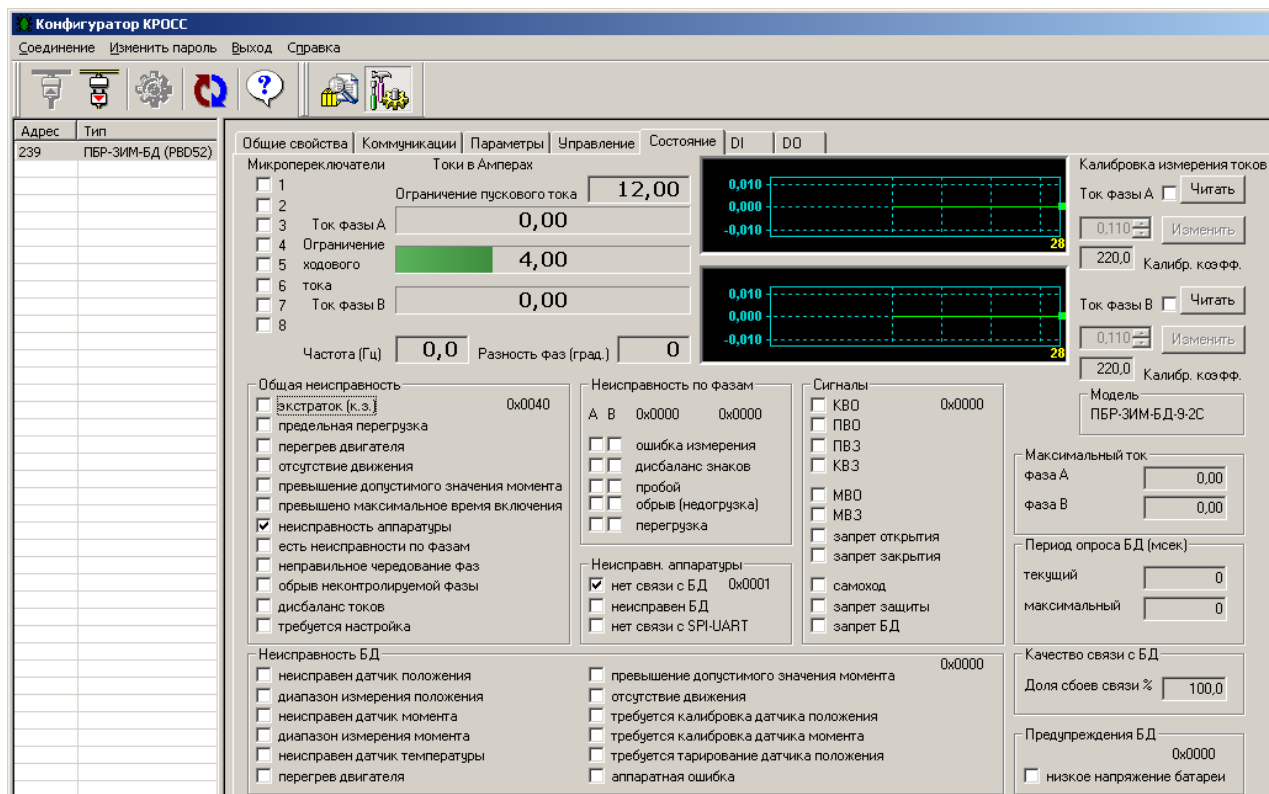 Конфигуратор КРОСС
Соединение Изменить пароль Выход Справка
Адрес Тип
239 ПБР-ЗИМ-БД (PBD52)
Общие свойства Коммуникации Параметры Управление Состояние DI DO
Микропереключатели
1
2
3
4
5
6
7
8
Токи в Амперах
Ограничение пускового тока 12,00
Ток фазы А 0,00
Ограничение ходового тока 4,00
Ток фазы В 0,00
Частота (Гц) 0,0 Разность фаз (град.) 0
0,010
0,000
-0,010
28
0,010
0,000
-0,010
28
Калибровка измерения токов
Ток фазы А Читать
0,110 Изменить
220,0 Калибр. коэфф.
Ток фазы В Читать
0,110 Изменить
220,0 Калибр. коэфф.
Модель
ПБР-ЗИМ-БД-9-2С
Общая неисправность
экстраток (к.з.) 0x0040
предельная перегрузка
перегрев двигателя
отсутствие движения
превышение допустимого значения момента
превышено максимальное время включения
неисправность аппаратуры
есть неисправности по фазам
неправильное чередование фаз
обрыв неконтролируемой фазы
дисбаланс токов
требуется настройка
Неисправность по фазам
А В 0x0000 0x0000
ошибка измерения
дисбаланс знаков
пробой
обрыв (недогрузка)
перегрузка
Неисправн. аппаратуры
нет связи с БД 0x0001
неисправен БД
нет связи с SPI-UART
Сигналы
КВО 0x0000
ПВО
ПВЗ
КВЗ
МВО
МВЗ
запрет открытия
запрет закрытия
самоход
запрет защиты
запрет БД
Максимальный ток
фаза А 0,00
фаза В 0,00
Период опроса БД (мсек)
текущий 0
максимальный 0
Неисправность БД
0x0000
неисправен датчик положения
диапазон измерения положения
неисправен датчик момента
диапазон измерения момента
неисправен датчик температуры
перегрев двигателя
превышение допустимого значения момента
отсутствие движения
требуется калибровка датчика положения
требуется калибровка датчика момента
требуется тарирование датчика положения
аппаратная ошибка
Качество связи с БД
Доля сбоев связи % 100,0
Предупреждения БД
0x0000
низкое напряжение батареи